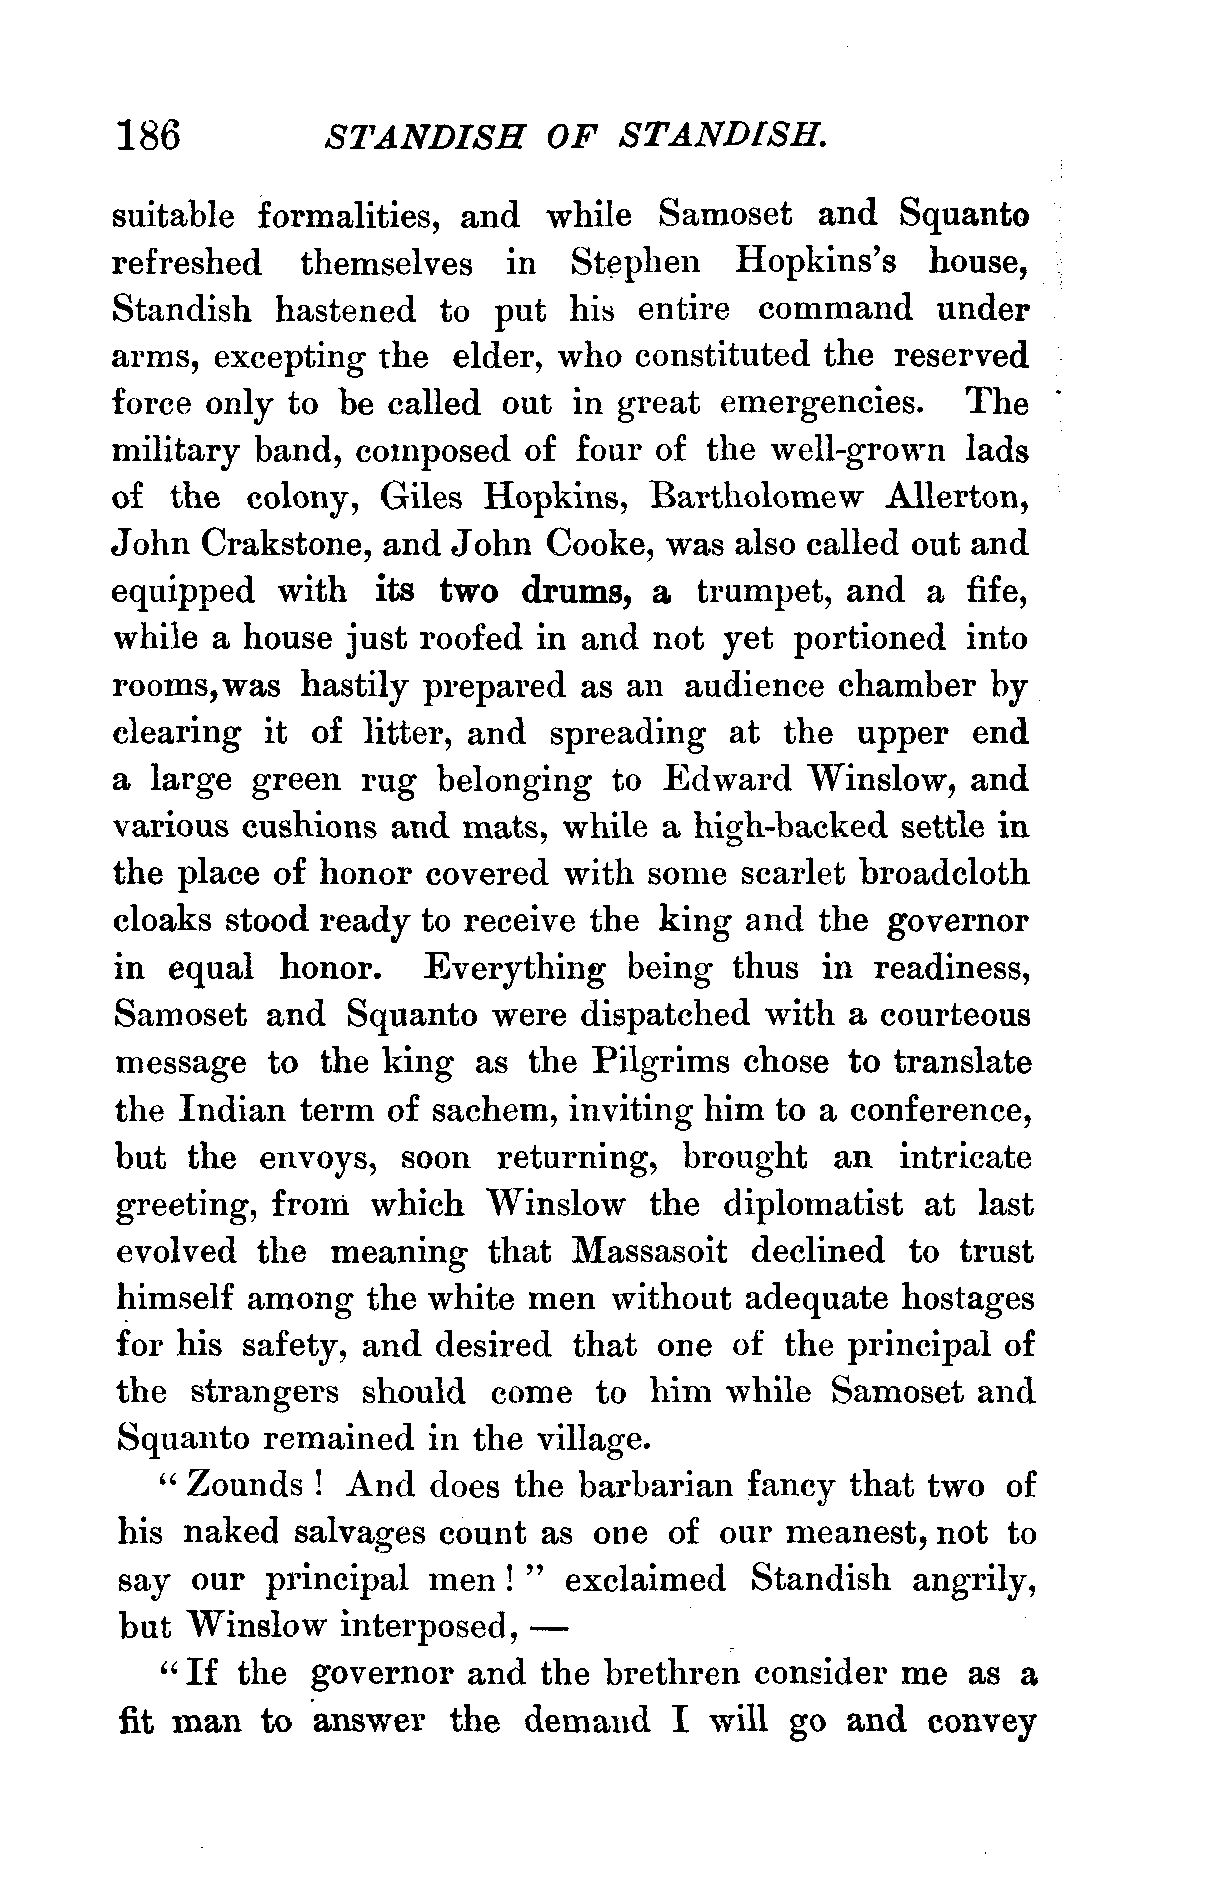 186 STANDISH OF STANDISH.
suitable formalities, and while Samoset and Squanto
refreshed themselves in Stephen Hopkins's house,
Standish hastened to put his entire command under
arms, excepting the elder, who constituted the reserved
force only to be called out in great emergencies. The
military band, composed of four of the well-grown lads
of the colony, Giles Hopkins, Bartholomew Allerton,
John Crakstone, and John Cooke, was also called out and
equipped with its two drums, a trumpet, and a fife,
while a house just roofed in and not yet portioned into
rooms,was hastily prepared as an audience chamber by
clearing it of litter, and spreading at the upper end
a large green rug belonging to Edward Winslow, and
various cushions and mats, while a high-backed settle in
the place of honor covered with some scarlet broadcloth
cloaks stood ready to receive the king and the governor
in equal honor. Everything being thus in readiness,
Samoset and Squanto were dispatched with a courteous
message to the king as the Pilgrims chose to translate
the Indian term of sachem, inviting him to a conference,
but the envoys, soon returning, brought an intricate
greeting, from which Winslow the diplomatist at last
evolved the meaning that Massasoit declined to trust
himself among the white men without adequate hostages
for his safety, and desired that one of the principal of
the strangers should come to him while Samoset and
Squanto remained in the village.
"Zounds! And does the barbarian fancy that two of
his naked salvages count as one of our meanest, not to
say our principal men!" exclaimed Standish angrily,
but Winslow interposed, —
"If the governor and the brethren consider me as a
fit man to answer the demand I will go and convey